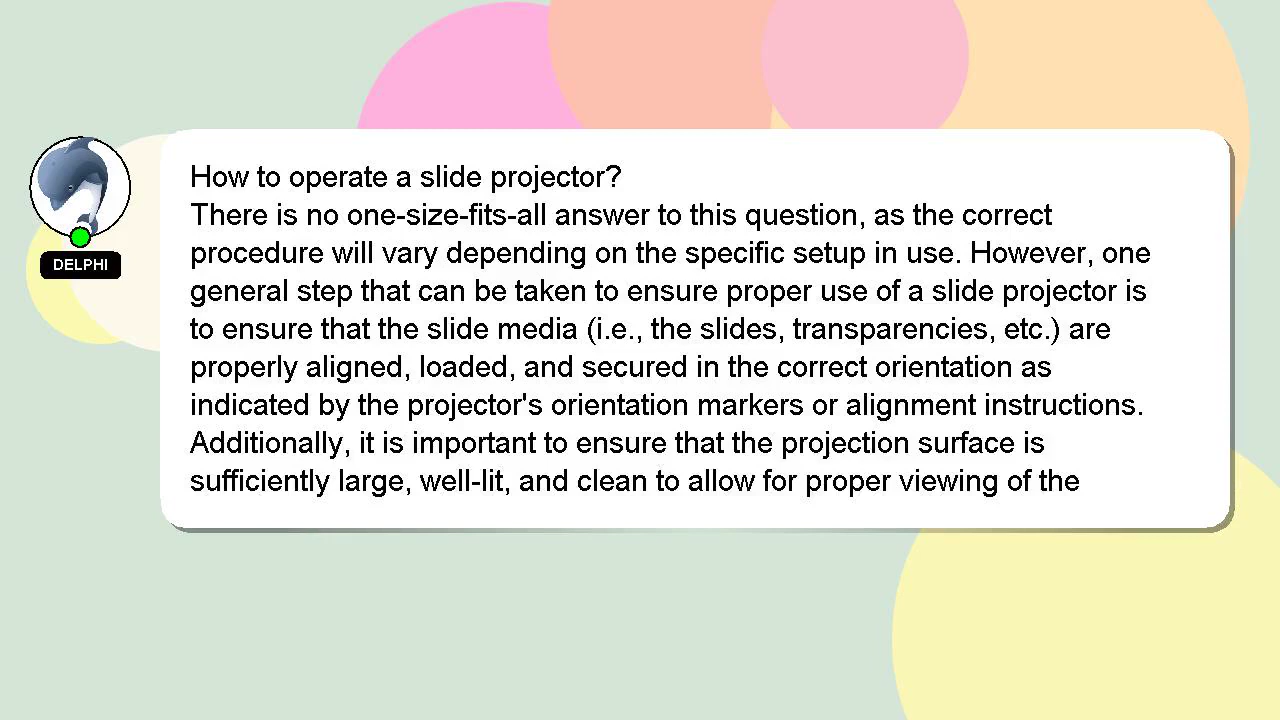 How to operate a slide projector?
There is no one-size-fits-all answer to this question, as the correct
procedure will vary depending on the specific setup in use. However, one
general step that can be taken to ensure proper use of a slide projector is
to ensure that the slide media (i.e., the slides, transparencies, etc.) are
properly aligned, loaded, and secured in the correct orientation as
indicated by the projector's orientation markers or alignment instructions.
Additionally, it is important to ensure that the projection surface is
sufficiently large, well-lit, and clean to allow for proper viewing of the
DELPHI